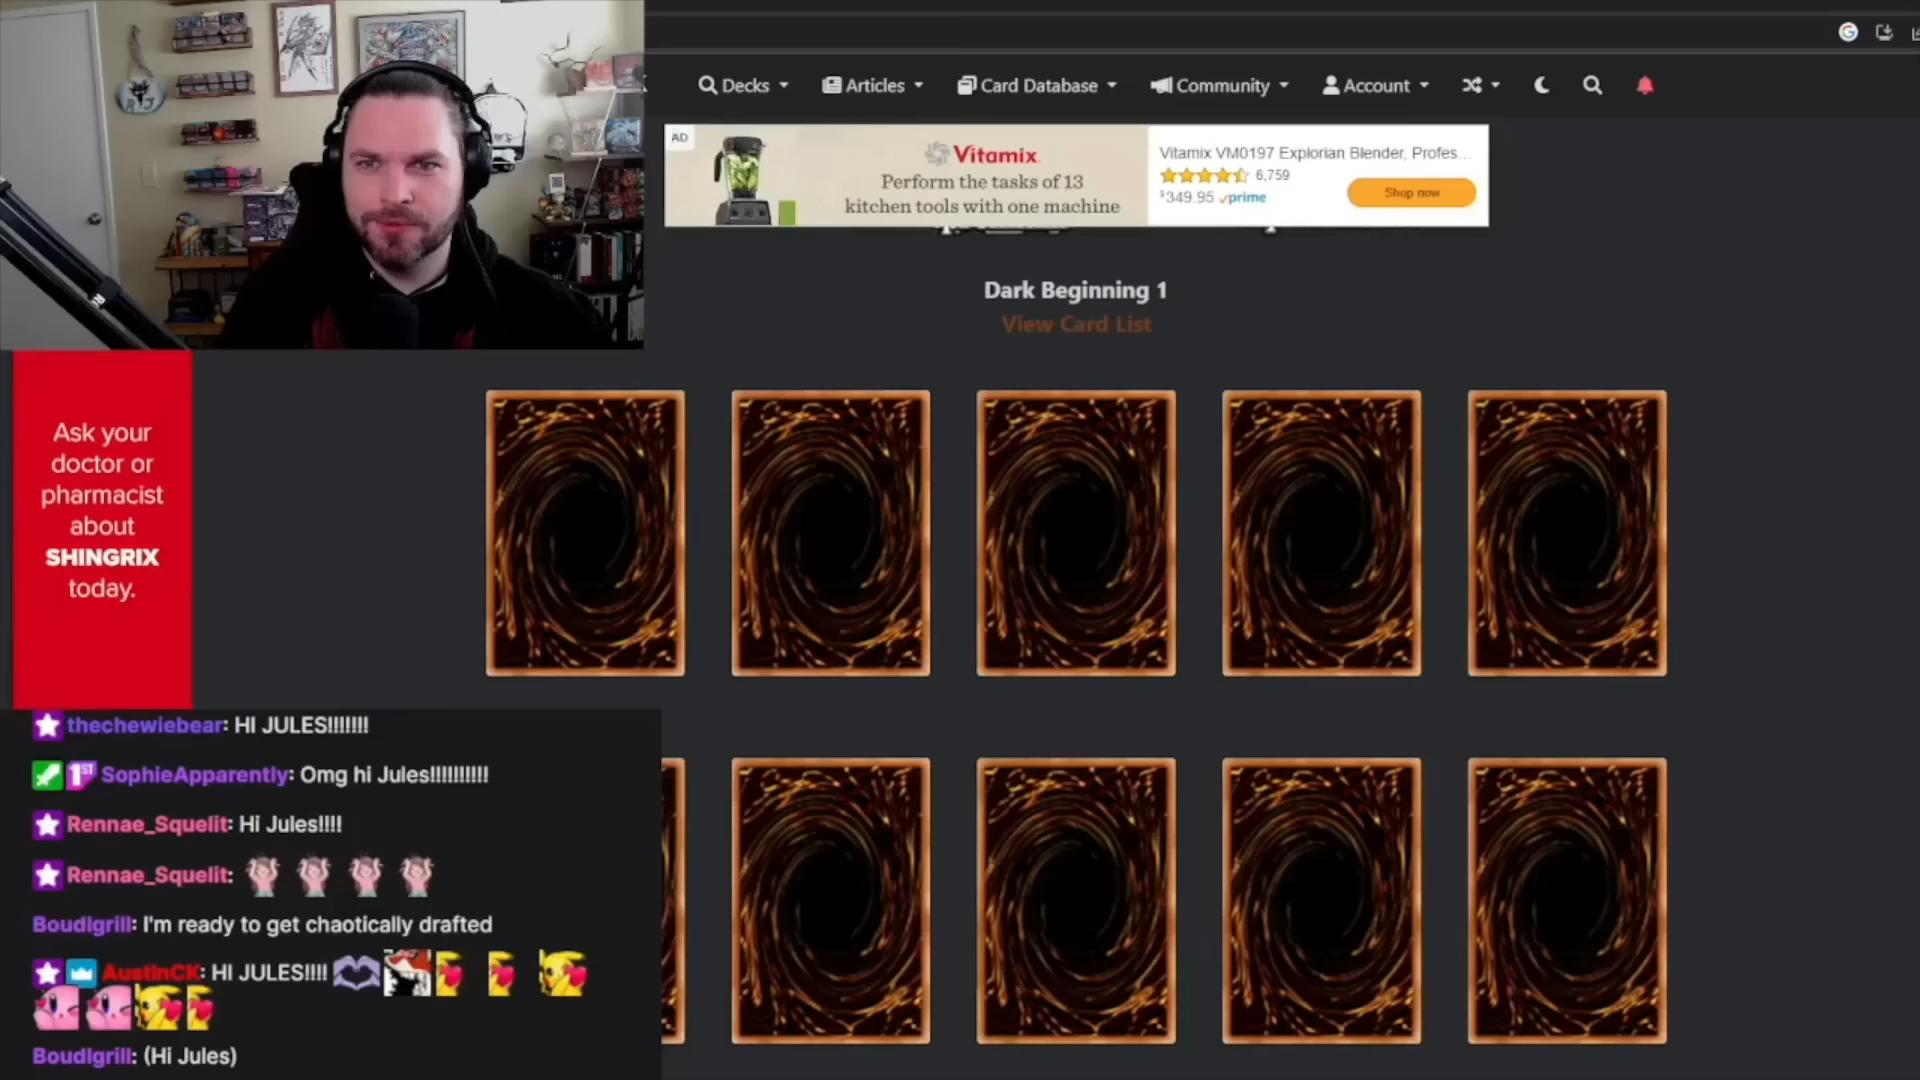 Decks
Articles
Card Database
Community
Account
AD
Vitamix
Perform the tasks of 13
kitchen tools with one machine
Vitamix VM0197 Explorian Blender, Profes...
6,759
$349.95 prime
Shop now
Dark Beginning 1
View Card List
Ask your
doctor or
pharmacist
about
SHINGRIX
today.
thechewiebear: HI JULES!!!!!!!
1ST SophieApparently: Omg hi Jules!!!!!!!!!!
Rennae_Squelit: Hi Jules!!!!
Rennae_Squelit:
Boudlgrill: I'm ready to get chaotically drafted
AustinCK: HI JULES!!!!
Boudlgrill: (Hi Jules)